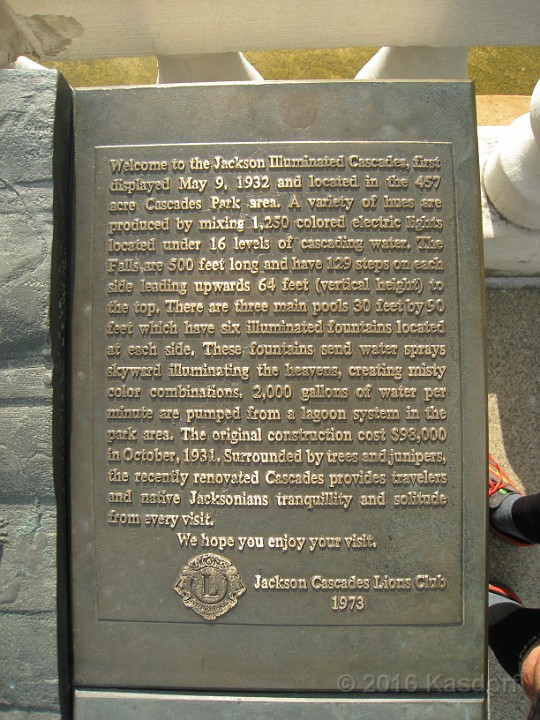 Welcome to the Jackson Illuminated Cascades, first
displayed May 9, 1932 and located in the 457
acre Cascades Park area. A variety of hues are
produced by mixing 1,250 colored electric lights
located under 16 levels of cascading water. The
Falls are 500 feet long and have 129 steps on each
side leading upwards 64 feet (vertical height) to
the top. There are three main pools 30 feet by 90
feet which have six illuminated fountains located
at each side. These fountains send water sprays
skyward illuminating the heavens, creating misty
color combinations. 2,000 gallons of water per
minute are pumped from a lagoon system in the
park area. The original construction cost $98,000
in October, 1931. Surrounded by trees and junipers,
the recently renovated Cascades provides travelers
and native Jacksonians tranquillity and solitude
from every visit.
We hope you enjoy your visit.
LIONS
L
Jackson Cascades Lions Club
1973
© 2016 Kasdorf